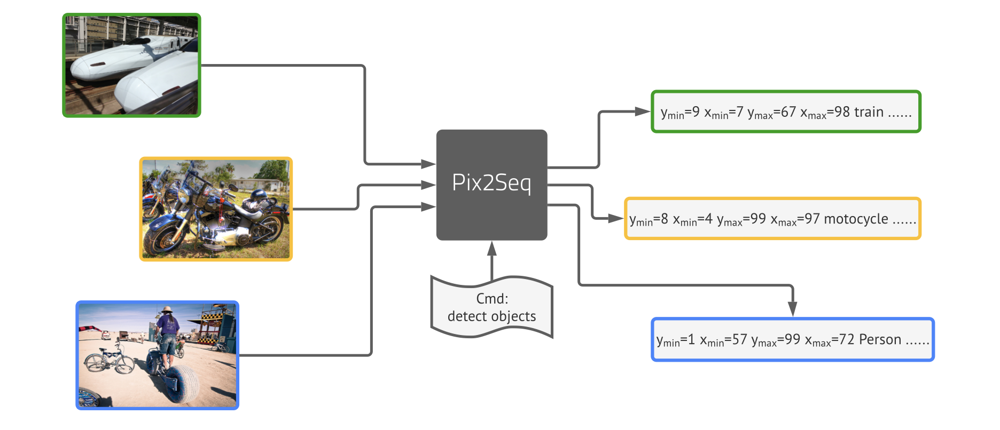 Pix2Seq
Cmd:
detect objects
ymin=9 xmin=7 ymax=67 xmax=98 train ......
ymin=8 xmin=4 ymax=99 xmax=97 motocycle ......
ymin=1 xmin=57 ymax=99 xmax=72 Person ......